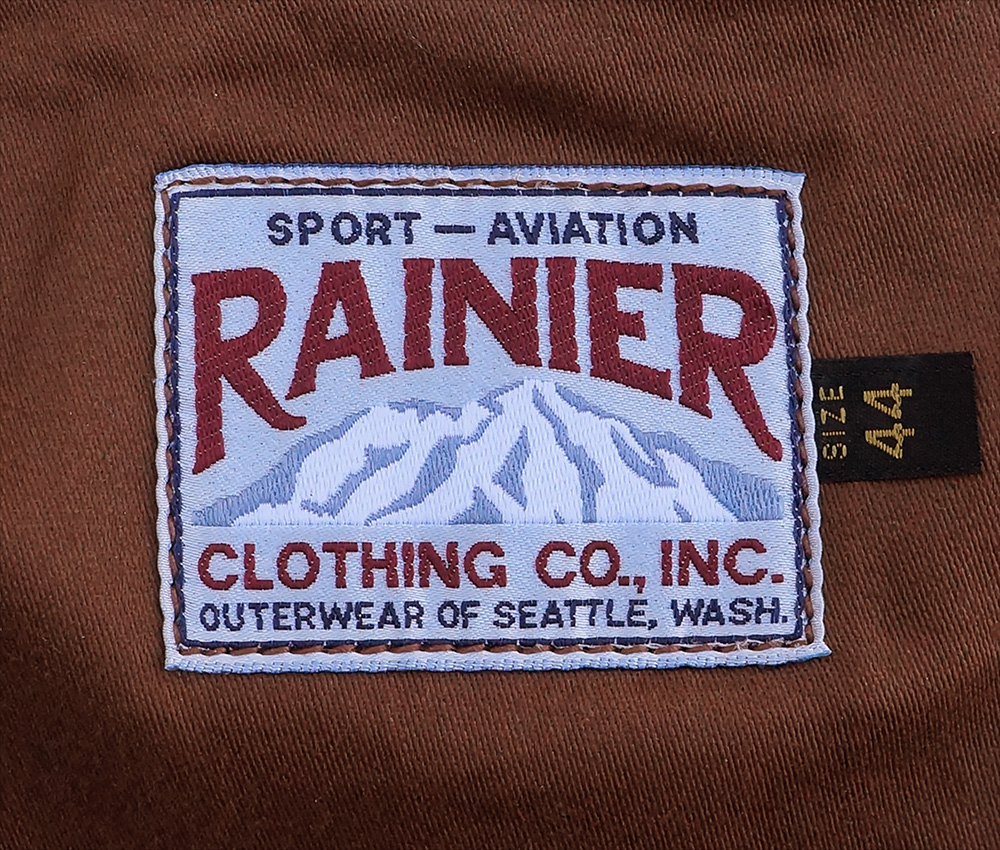 SPORT — AVIATION
RAINIER
CLOTHING CO., INC.
OUTERWEAR OF SEATTLE, WASH.
SIZE
44